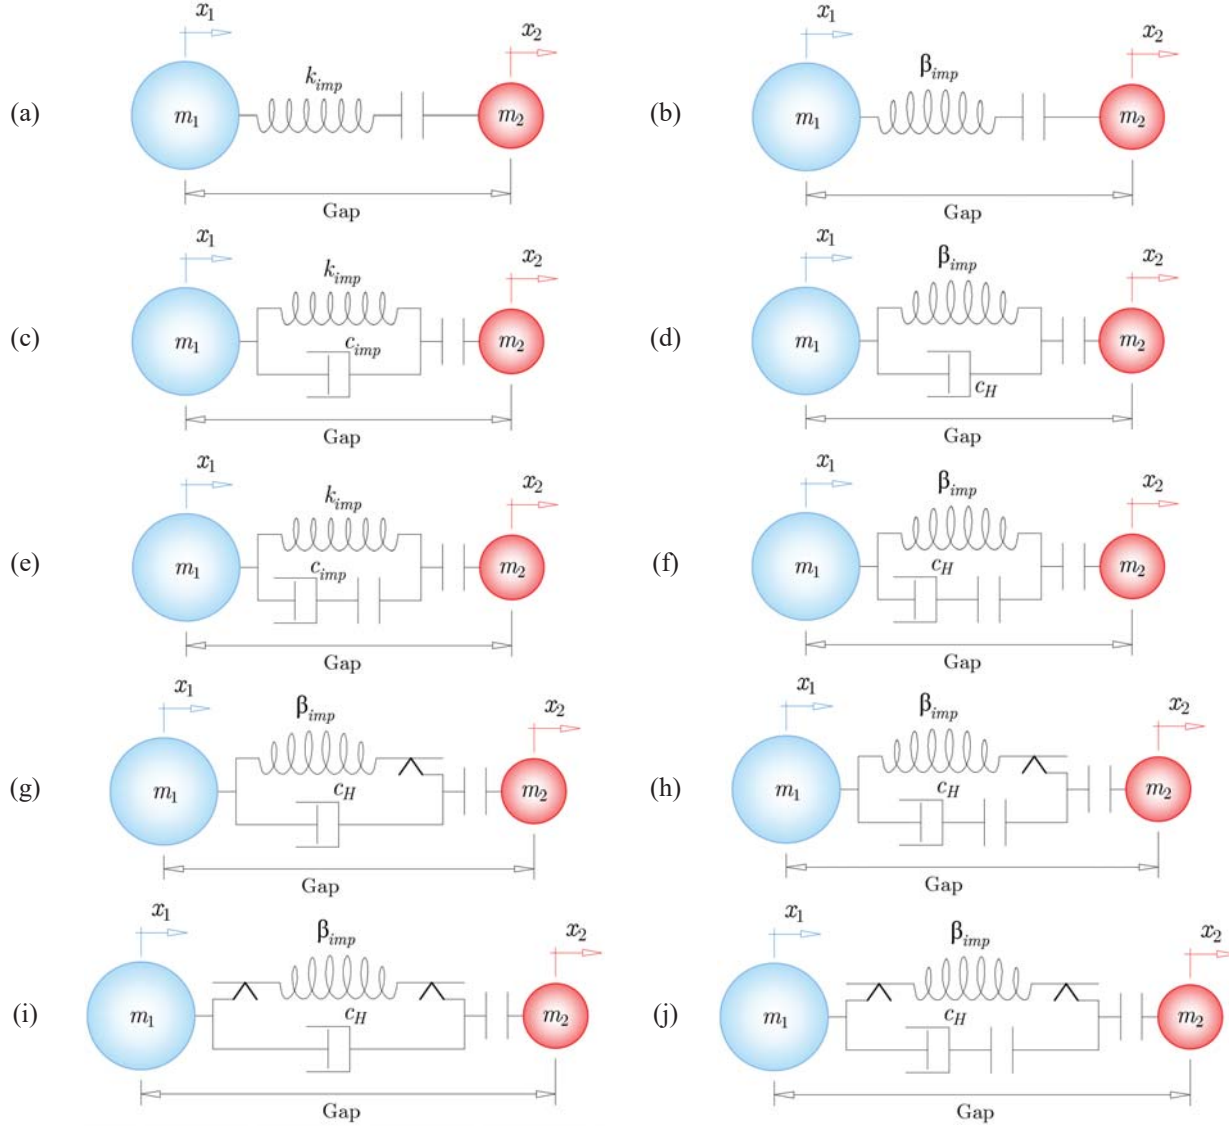 (a) x₁ k_imp x₂ m₁ m₂ Gap
(b) x₁ β_imp x₂ m₁ m₂ Gap
(c) x₁ k_imp x₂ m₁ c_imp m₂ Gap
(d) x₁ β_imp x₂ m₁ c_H m₂ Gap
(e) x₁ k_imp x₂ m₁ c_imp m₂ Gap
(f) x₁ β_imp x₂ m₁ c_H m₂ Gap
(g) x₁ β_imp x₂ m₁ c_H m₂ Gap
(h) x₁ β_imp x₂ m₁ c_H m₂ Gap
(i) x₁ β_imp x₂ m₁ c_H m₂ Gap
(j) x₁ β_imp x₂ m₁ c_H m₂ Gap